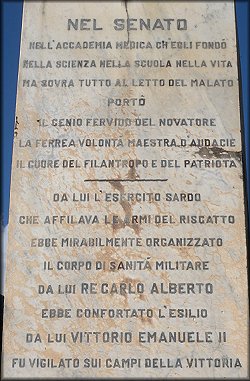 NEL SENATO
NELL'ACCADEMIA MEDICA CH'EGLI FONDÒ
NELLA SCIENZA NELLA SCUOLA NELLA VITA
MA SOVRA TUTTO AL LETTO DEL MALATO
PORTÒ
IL GENIO FERVIDO DEL NOVATORE
LA FERREA VOLONTÀ MAESTRA D'AUDACIE
IL CUORE DEL FILANTROPO E DEL PATRIOTA
DA LUI L'ESERCITO SARDO
CHE AFFILAVA LE ARMI DEL RISCATTO
EBBE MIRABILMENTE ORGANIZZATO
IL CORPO DI SANITÁ MILITARE
DA LUI RE CARLO ALBERTO
EBBE CONFORTATO L'ESILIO
DA LUI VITTORIO EMANUELE II
FU VIGILATO SUI CAMPI DELLA VITTORIA